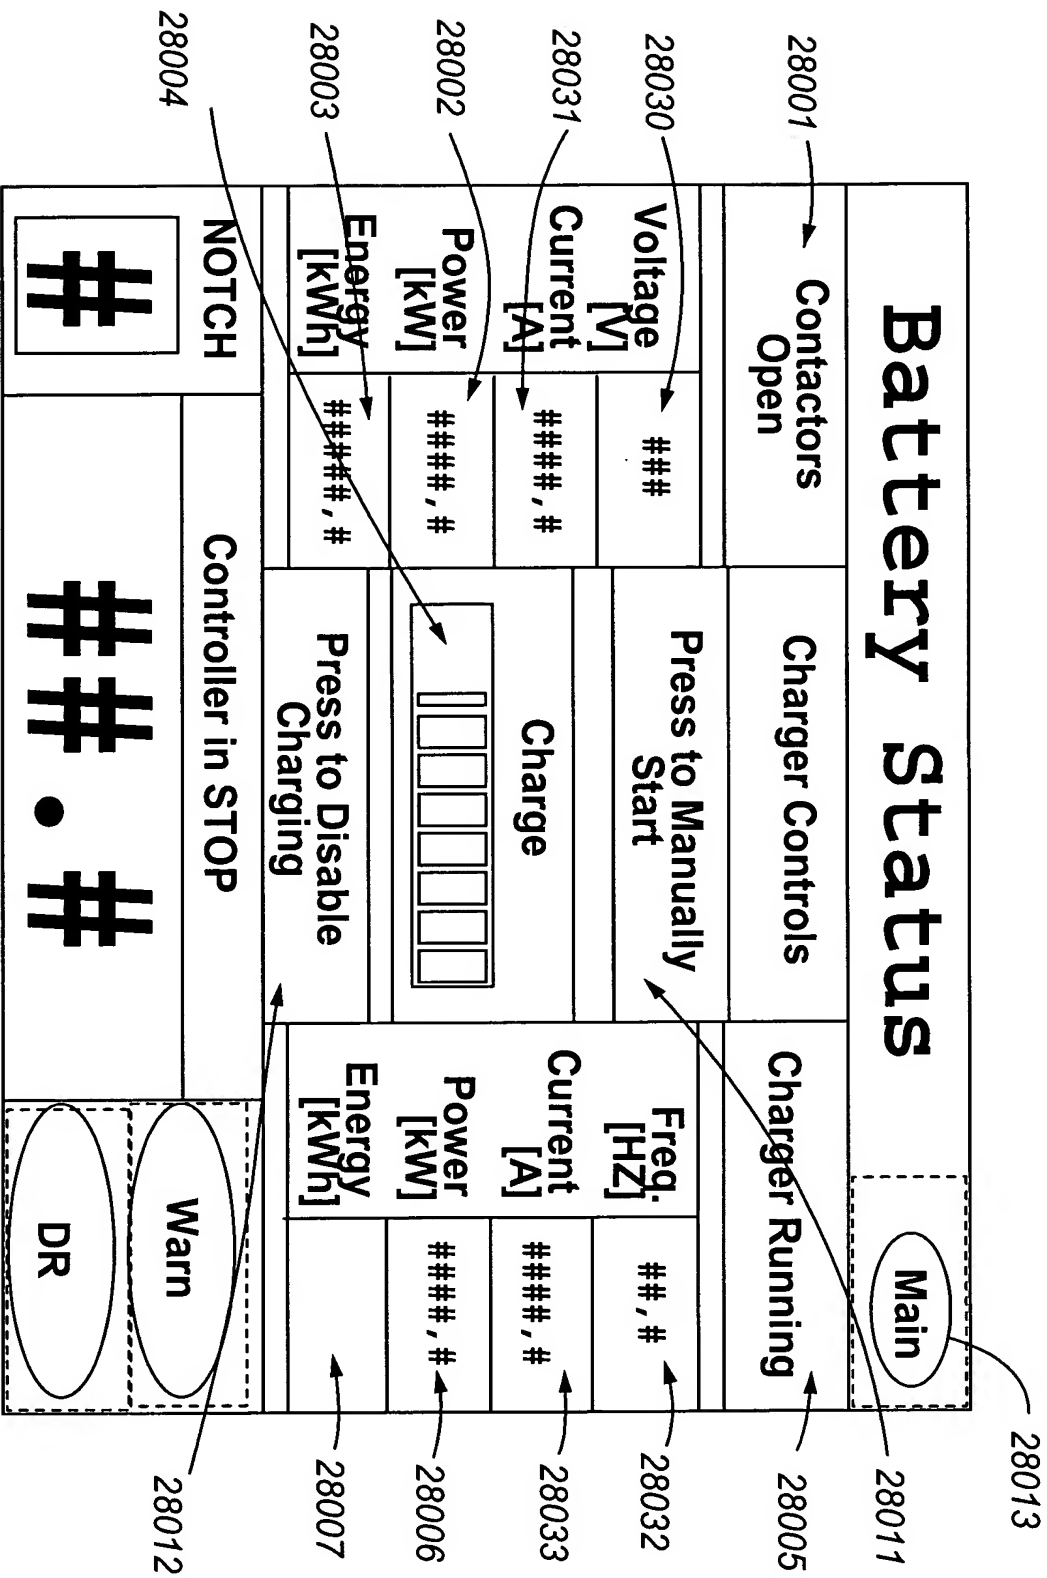 Battery Status
Main
28013
28001
Contactors
Open
Charger Controls
Charger Running
28005
28011
28030
Voltage
[V]
###
Press to Manually
Start
Freq.
[HZ]
##,#
28032
28031
Current
[A]
####,#
Charge
Current
[A]
####,#
28033
28002
Power
[kW]
####,#
Power
[kW]
####,#
28006
28003
Energy
[kWh]
#####,#
Press to Disable
Charging
Energy
[kWh]
28007
28004
NOTCH
#
Controller in STOP
##.#
Warn
DR
28012